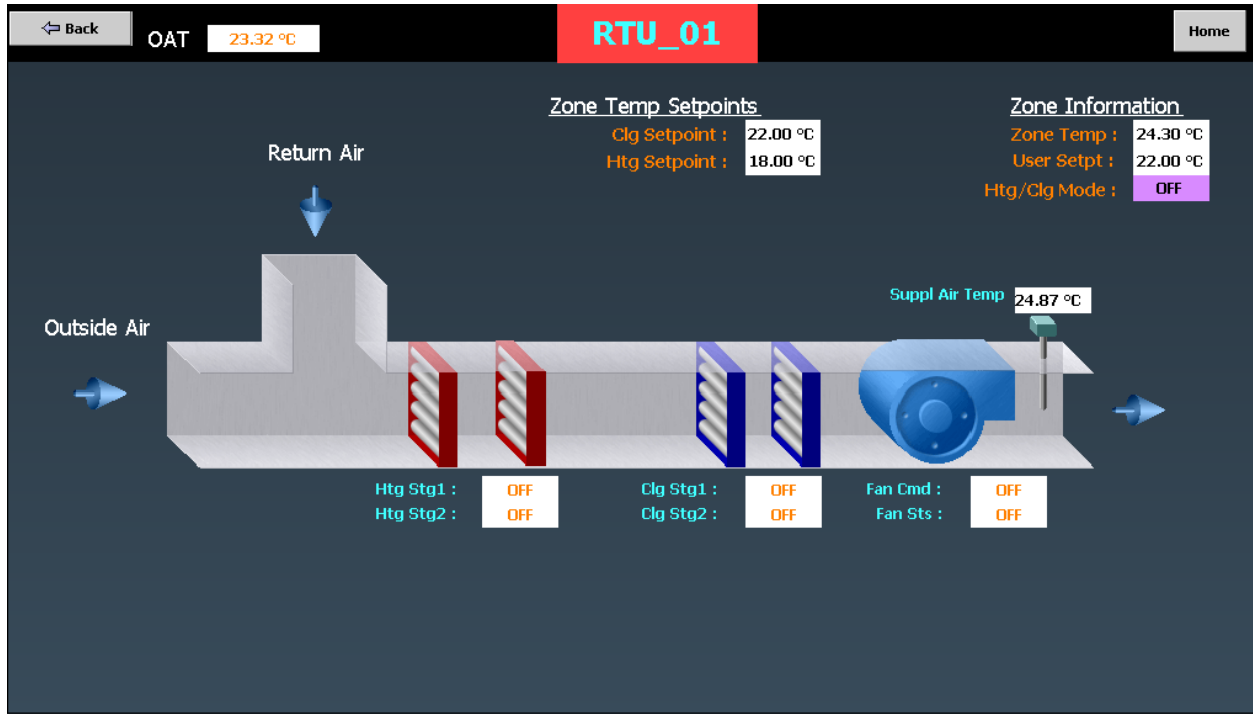 Back
OAT 23.32 °C
RTU_01
Home
Zone Temp Setpoints
Clg Setpoint : 22.00 °C
Htg Setpoint : 18.00 °C
Zone Information
Zone Temp : 24.30 °C
User Setpt : 22.00 °C
Htg/Clg Mode : OFF
Return Air
Outside Air
Suppl Air Temp 24.87 °C
Htg Stg1 : OFF
Htg Stg2 : OFF
Clg Stg1 : OFF
Clg Stg2 : OFF
Fan Cmd : OFF
Fan Sts : OFF